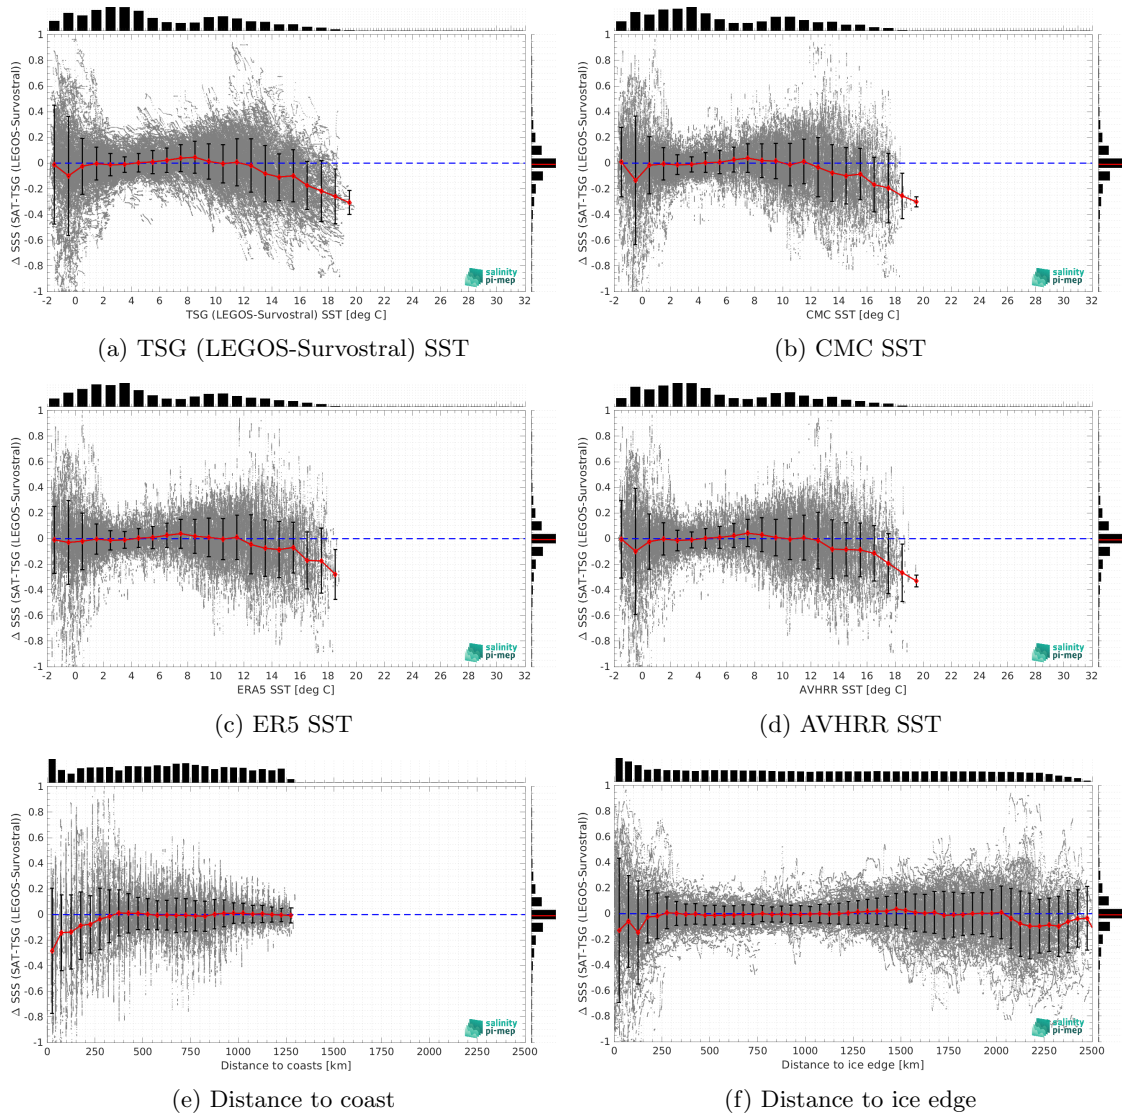 1
0.8
0.6
0.4
0.2
0
-0.2
-0.4
-0.6
-0.8
-1
Δ SSS (SAT-TSG (LEGOS-Survostral))
salinity
pi-mep
-2 0 2 4 6 8 10 12 14 16 18 20 22 24 26 28 30 32
TSG (LEGOS-Survostral) SST [deg C]
(a) TSG (LEGOS-Survostral) SST
1
0.8
0.6
0.4
0.2
0
-0.2
-0.4
-0.6
-0.8
-1
Δ SSS (SAT-TSG (LEGOS-Survostral))
salinity
pi-mep
-2 0 2 4 6 8 10 12 14 16 18 20 22 24 26 28 30 32
CMC SST [deg C]
(b) CMC SST
1
0.8
0.6
0.4
0.2
0
-0.2
-0.4
-0.6
-0.8
-1
Δ SSS (SAT-TSG (LEGOS-Survostral))
salinity
pi-mep
-2 0 2 4 6 8 10 12 14 16 18 20 22 24 26 28 30 32
ERA5 SST [deg C]
(c) ER5 SST
1
0.8
0.6
0.4
0.2
0
-0.2
-0.4
-0.6
-0.8
-1
Δ SSS (SAT-TSG (LEGOS-Survostral))
salinity
pi-mep
-2 0 2 4 6 8 10 12 14 16 18 20 22 24 26 28 30 32
AVHRR SST [deg C]
(d) AVHRR SST
1
0.8
0.6
0.4
0.2
0
-0.2
-0.4
-0.6
-0.8
-1
Δ SSS (SAT-TSG (LEGOS-Survostral))
salinity
pi-mep
0 250 500 750 1000 1250 1500 1750 2000 2250 2500
Distance to coasts [km]
(e) Distance to coast
1
0.8
0.6
0.4
0.2
0
-0.2
-0.4
-0.6
-0.8
-1
Δ SSS (SAT-TSG (LEGOS-Survostral))
salinity
pi-mep
0 250 500 750 1000 1250 1500 1750 2000 2250 2500
Distance to ice edge [km]
(f) Distance to ice edge